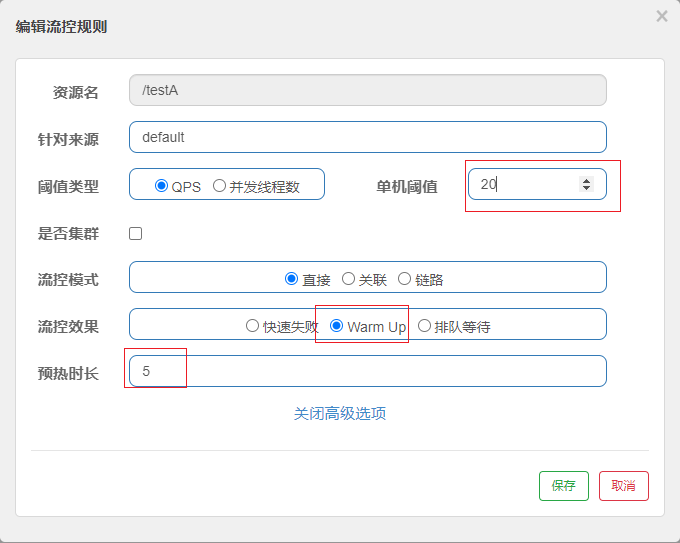 编辑流控规则 ×
资源名 /testA
针对来源 default
阈值类型 QPS 并发线程数 单机阈值 20
是否集群
流控模式 直接 关联 链路
流控效果 快速失败 Warm Up 排队等待
预热时长 5
关闭高级选项
保存 取消